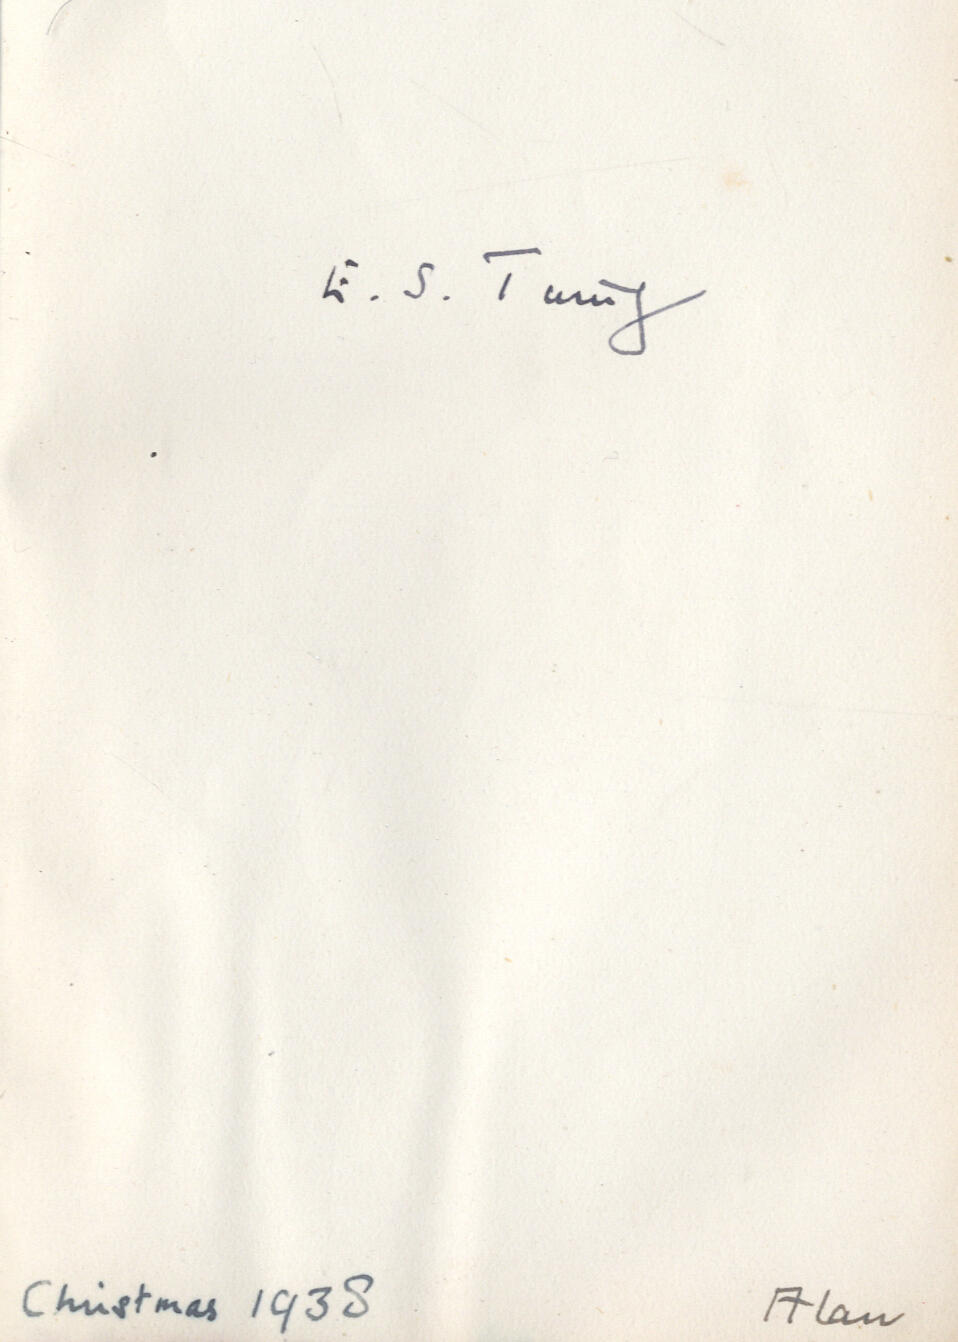 E. S. Turing
Christmas 1938 Alan